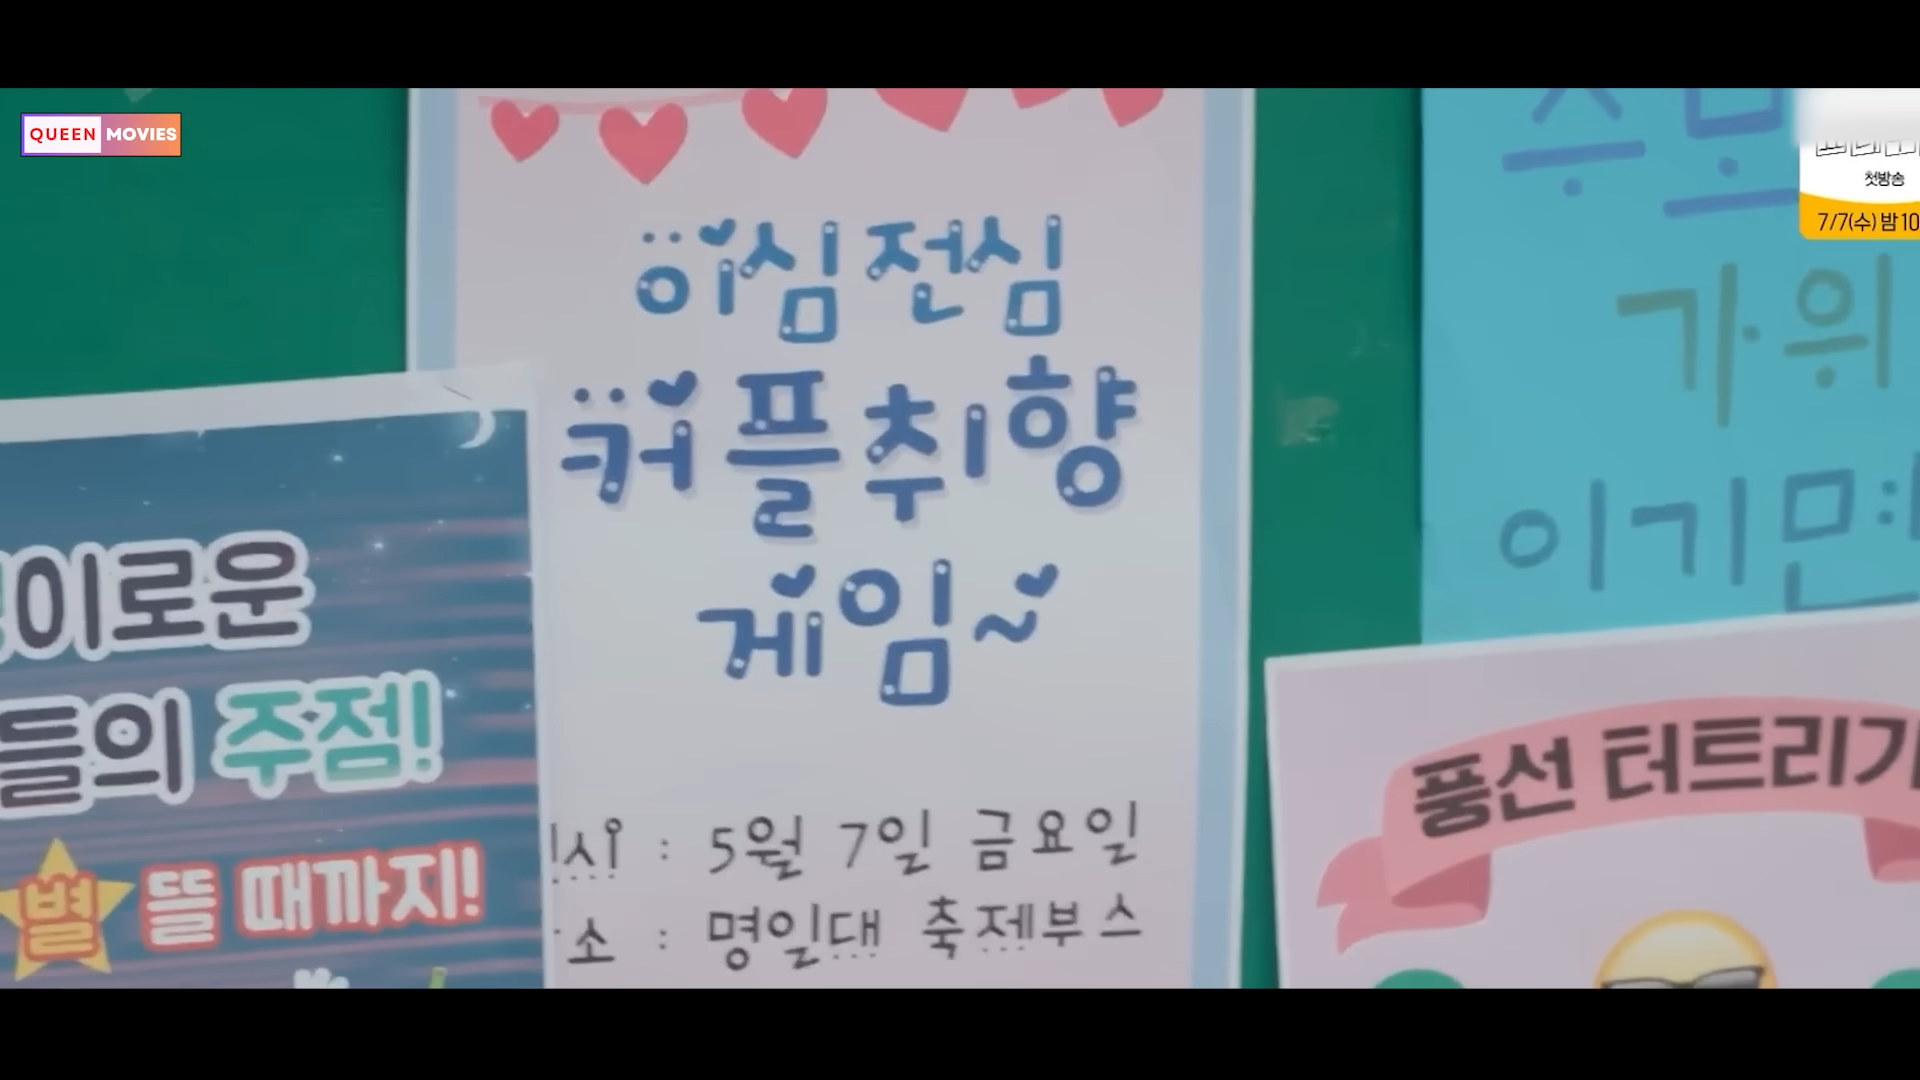 QUEEN MOVIES
첫방송
7/7(수) 밤 10
이심전심
커플취향
게임~
일시 : 5월 7일 금요일
소 : 명일대 축제부스
이로운
들의 주점!
별 뜰 때까지!
가위
이기면
풍선 터트리기